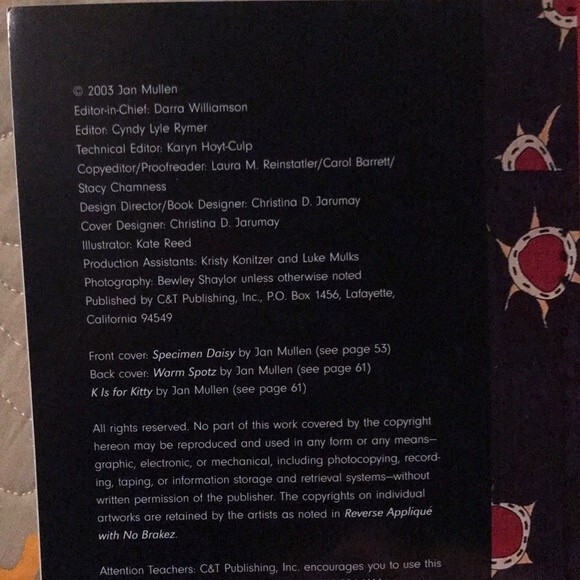 © 2003 Jan Mullen
Editor-in-Chief: Darra Williamson
Editor: Cyndy Lyle Rymer
Technical Editor: Karyn Hoyt-Culp
Copyeditor/Proofreader: Laura M. Reinstatler/Carol Barrett/
Stacy Chamness
Design Director/Book Designer: Christina D. Jarumay
Cover Designer: Christina D. Jarumay
Illustrator: Kate Reed
Production Assistants: Kristy Konitzer and Luke Mulks
Photography: Bewley Shaylor unless otherwise noted
Published by C&T Publishing, Inc., P.O. Box 1456, Lafayette,
California 94549
Front cover: Specimen Daisy by Jan Mullen (see page 53)
Back cover: Warm Spotz by Jan Mullen (see page 61)
K Is for Kitty by Jan Mullen (see page 61)
All rights reserved. No part of this work covered by the copyright
hereon may be reproduced and used in any form or any means—
graphic, electronic, or mechanical, including photocopying, record-
ing, taping, or information storage and retrieval systems—without
written permission of the publisher. The copyrights on individual
artworks are retained by the artists as noted in Reverse Appliqué
with No Brakez.
Attention Teachers: C&T Publishing, Inc. encourages you to use this